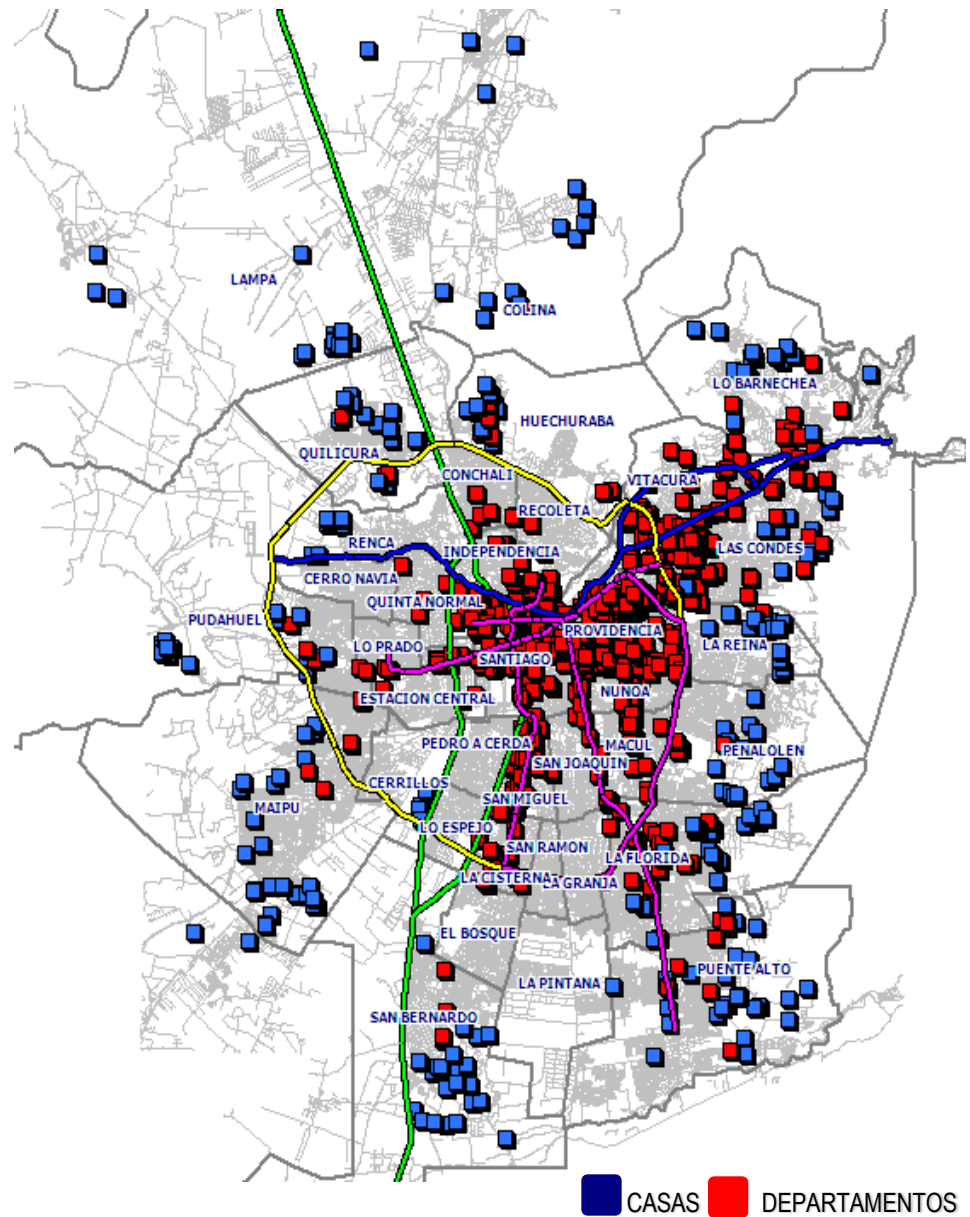 LAMPA
COLINA
LO BARNECHEA
HUECHURABA
QUILICURA
CONCHALI
VITACURA
RECOLETA
RENCA
INDEPENDENCIA
LAS CONDES
CERRO NAVIA
QUINTA NORMAL
PUDAHUEL
PROVIDENCIA
LO PRADO
LA REINA
SANTIAGO
ESTACION CENTRAL
NUNOA
PEDRO A CERDA
MACUL
PENALOLEN
SAN JOAQUIN
CERRILLOS
SAN MIGUEL
MAIPU
LO ESPEJO
SAN RAMON
LA FLORIDA
LA CISTERNA
LA GRANJA
EL BOSQUE
PUENTE ALTO
LA PINTANA
SAN BERNARDO
CASAS
DEPARTAMENTOS